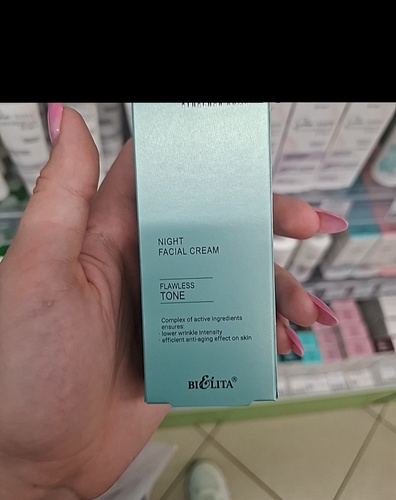 NIGHT
FACIAL CREAM
FLAWLESS
TONE
Complex of active ingredients
ensures:
· lower wrinkle intensity
· efficient anti-aging effect on skin
BIELITA®